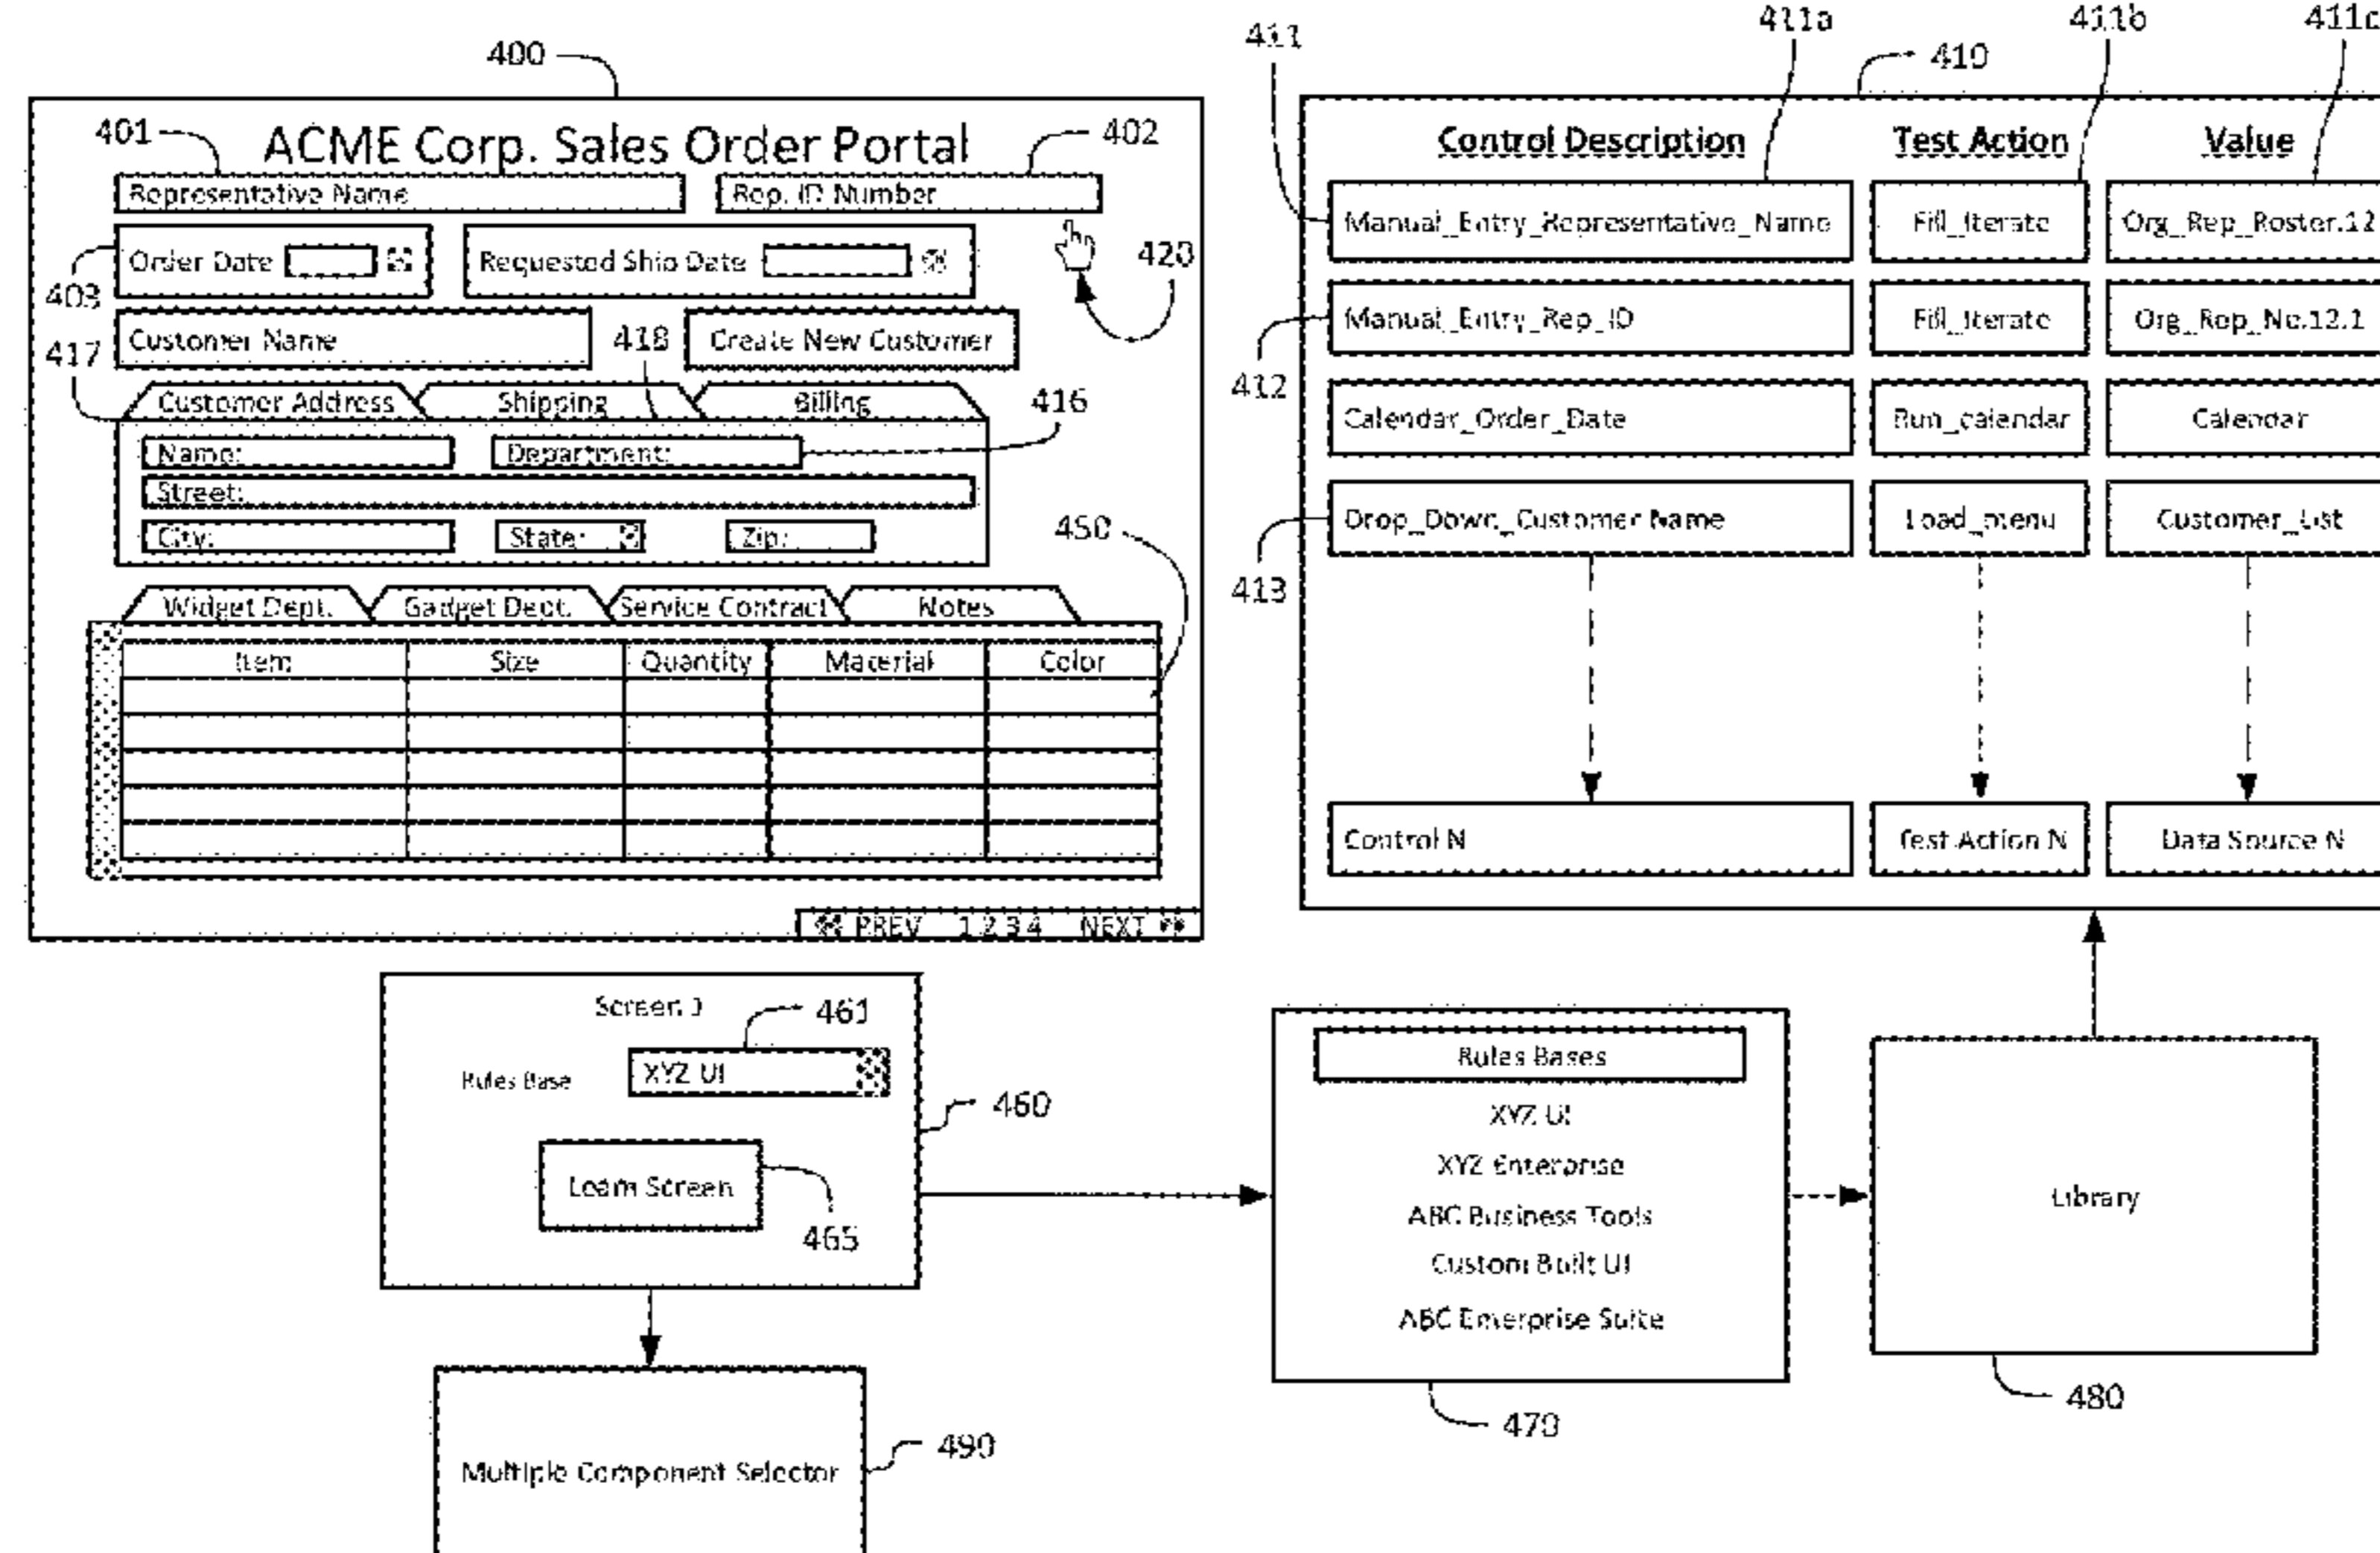 400
401
ACME Corp. Sales Order Portal
402
Representative Name
Rep. ID Number
403
Order Date
Requested Ship Date
420
Customer Name
418
Create New Customer
417
Customer Address
Shipping
Billing
416
Name:
Department:
Street:
City:
State:
Zip:
450
Widget Dept.
Gadget Dept.
Service Contract
Notes
Item
Size
Quantity
Material
Color
PREV 1 2 3 4 NEXT
411
411a
411b
411c
410
Control Description
Test Action
Value
Manual_Entry_Representative_Name
Fill_Iterate
Org_Rep_Roster.12
Manual_Entry_Rep_ID
Fill_Iterate
Org_Rep_No.12.1
412
Calendar_Order_Date
Run_calendar
Calendar
Drop_Down_Customer Name
Load_menu
Customer_List
413
Control N
Test Action N
Data Source N
Screen
461
Rules Base
XYZ UI
460
Learn Screen
465
Rules Bases
XYZ UI
XYZ Enterprise
ABC Business Tools
Custom Built UI
ABC Enterprise Suite
470
Library
480
Multiple Component Selector
490